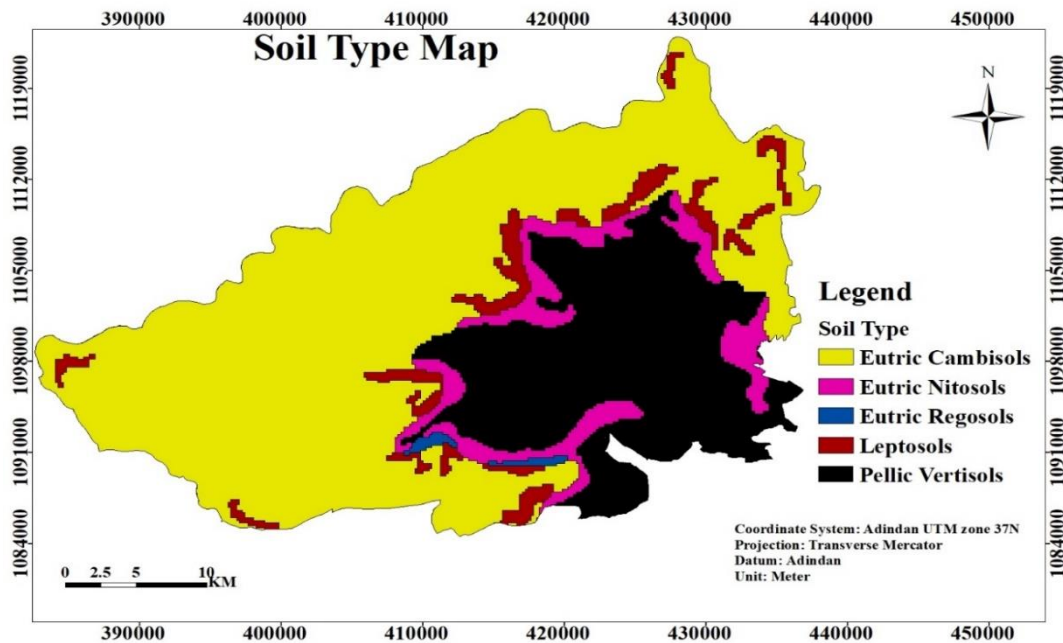 390000 400000 410000 420000 430000 440000 450000
Soil Type Map
N
1119000 1119000
1112000 1112000
1105000 1105000
1098000 1098000
1091000 1091000
1084000 1084000
Legend
Soil Type
Eutric Cambisols
Eutric Nitosols
Eutric Regosols
Leptosols
Pellic Vertisols
Coordinate System: Adindan UTM zone 37N
Projection: Transverse Mercator
Datum: Adindan
Unit: Meter
0 2.5 5 10
KM
390000 400000 410000 420000 430000 440000 450000